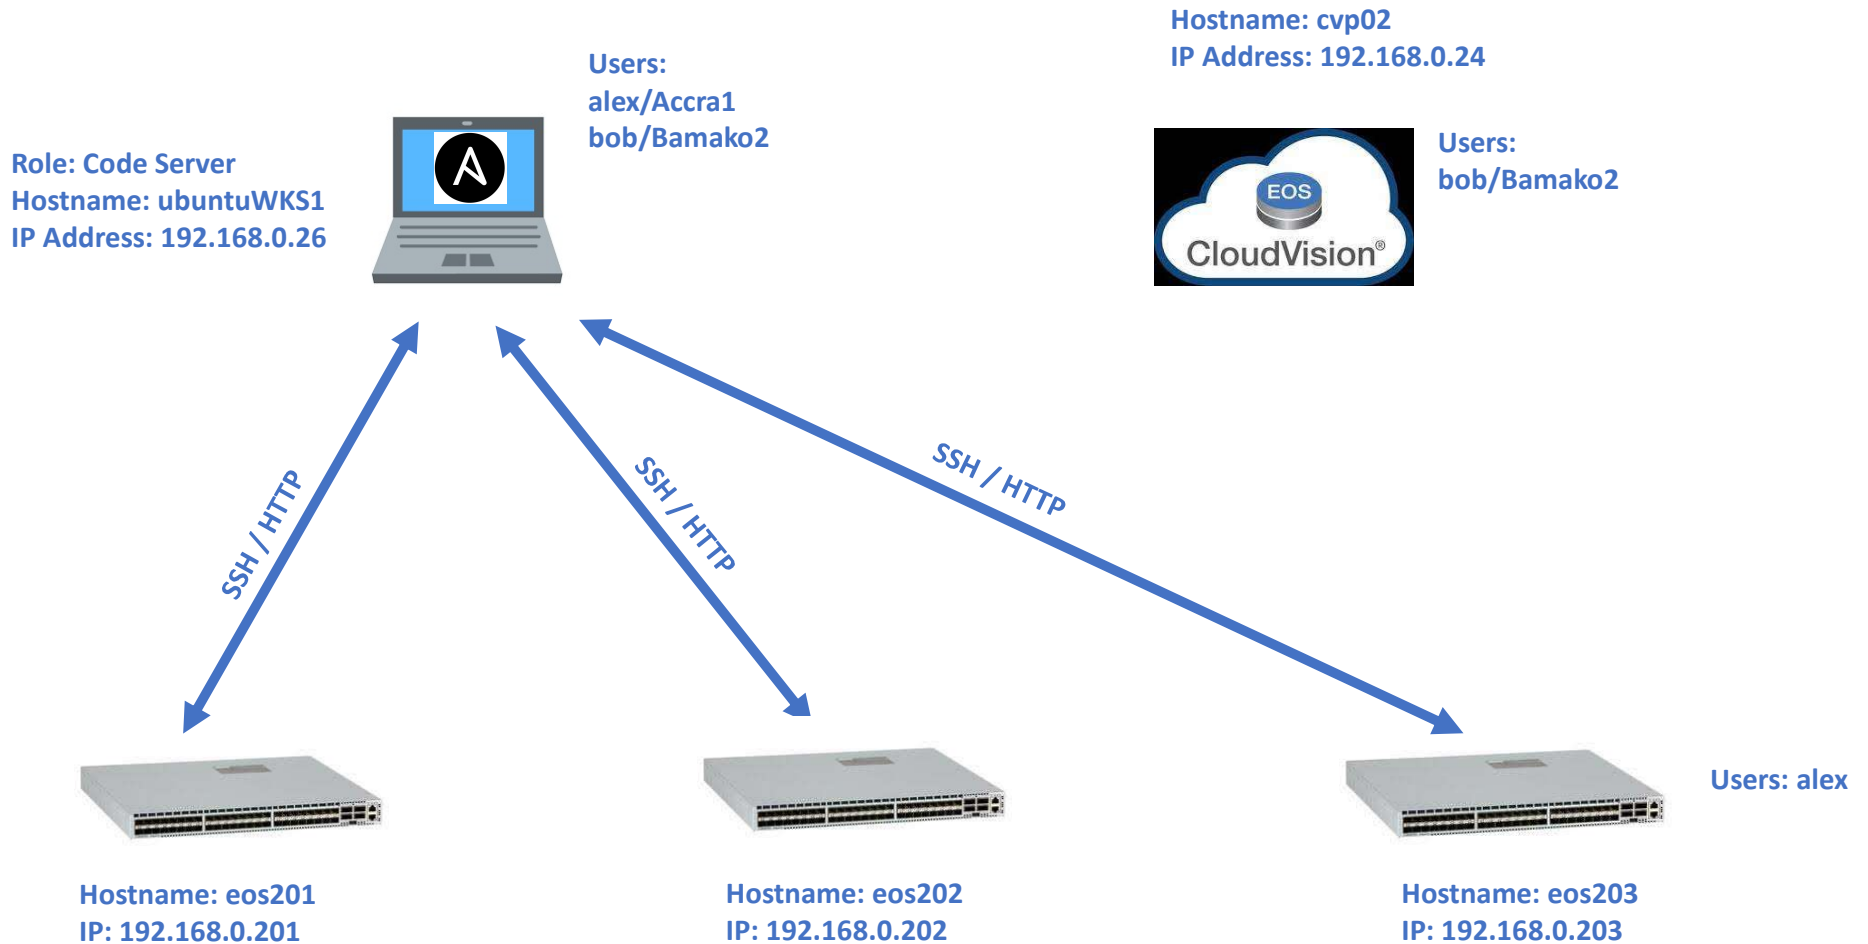 Hostname: cvp02
IP Address: 192.168.0.24
Users:
alex/Accra1
bob/Bamako2
Role: Code Server
Hostname: ubuntuWKS1
IP Address: 192.168.0.26
A
EOS
CloudVision®
Users:
bob/Bamako2
SSH / HTTP
SSH / HTTP
SSH / HTTP
Users: alex
Hostname: eos201
IP: 192.168.0.201
Hostname: eos202
IP: 192.168.0.202
Hostname: eos203
IP: 192.168.0.203